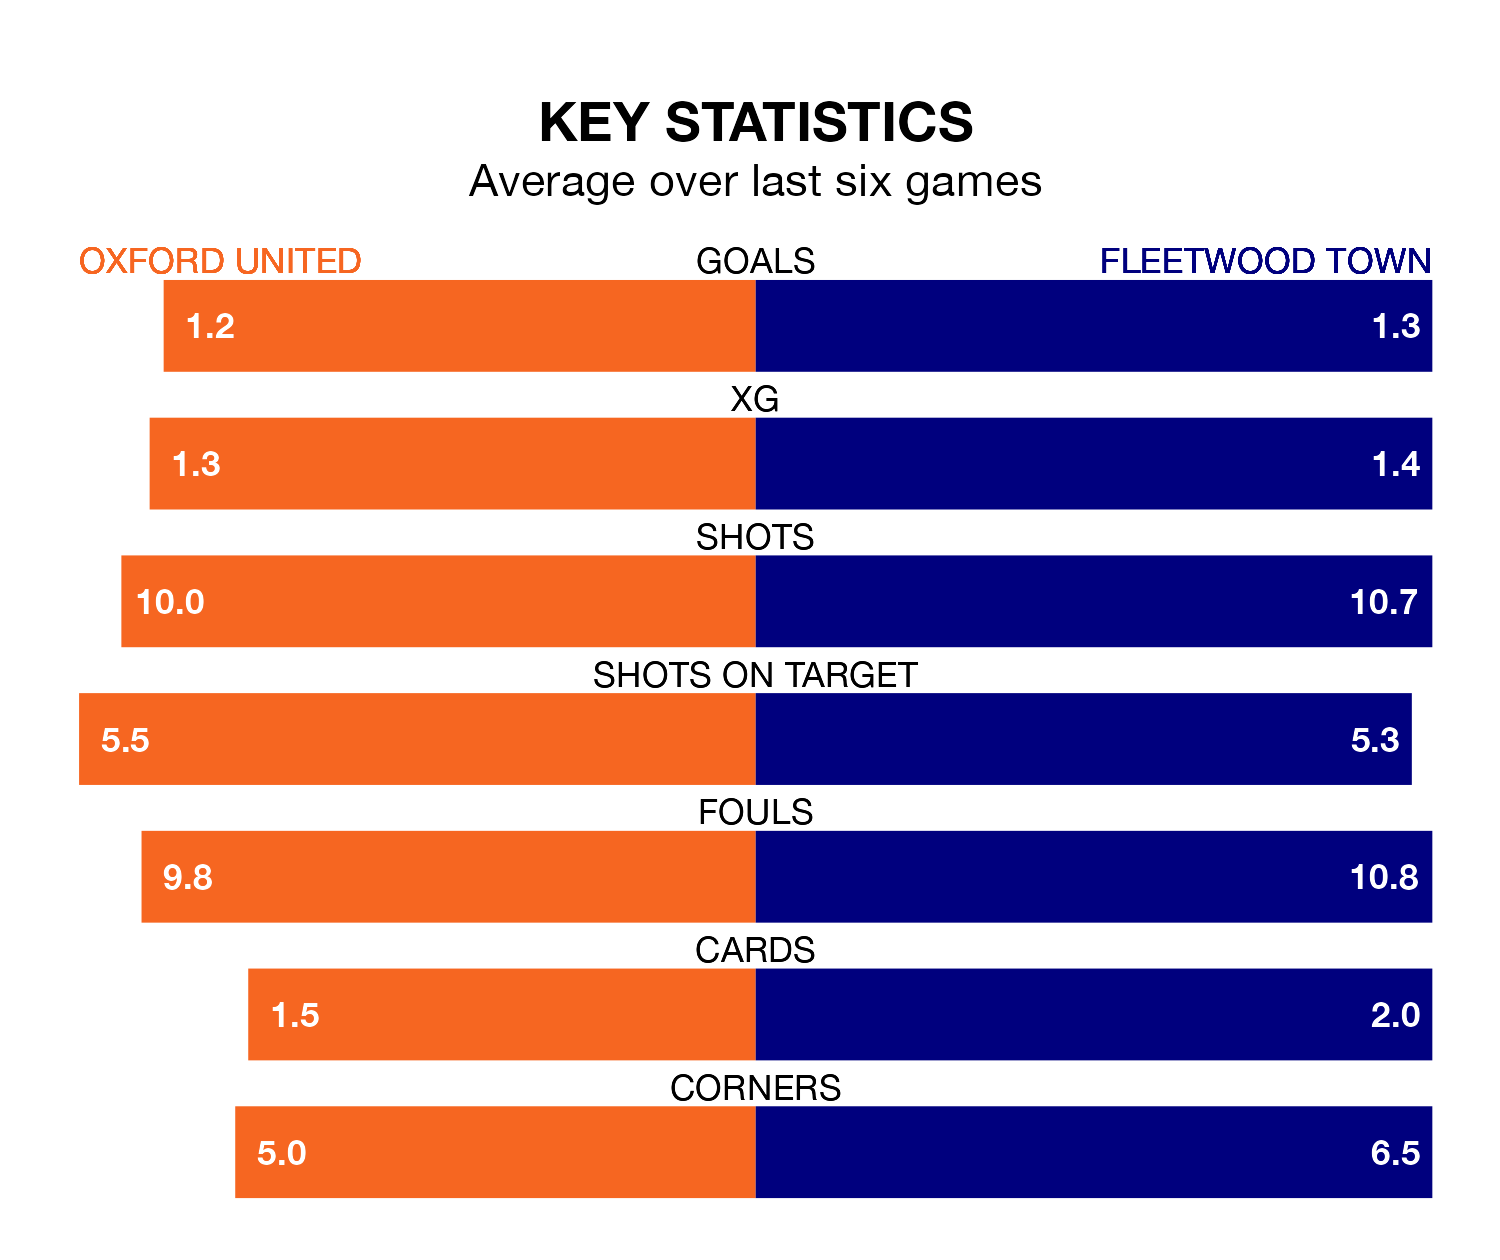 KEY STATISTICS
Average over last six games
OXFORD UNITED GOALS FLEETWOOD TOWN
1.2 1.3
XG
1.3 1.4
SHOTS
10.0 10.7
SHOTS ON TARGET
5.5 5.3
FOULS
9.8 10.8
CARDS
1.5 2.0
CORNERS
5.0 6.5